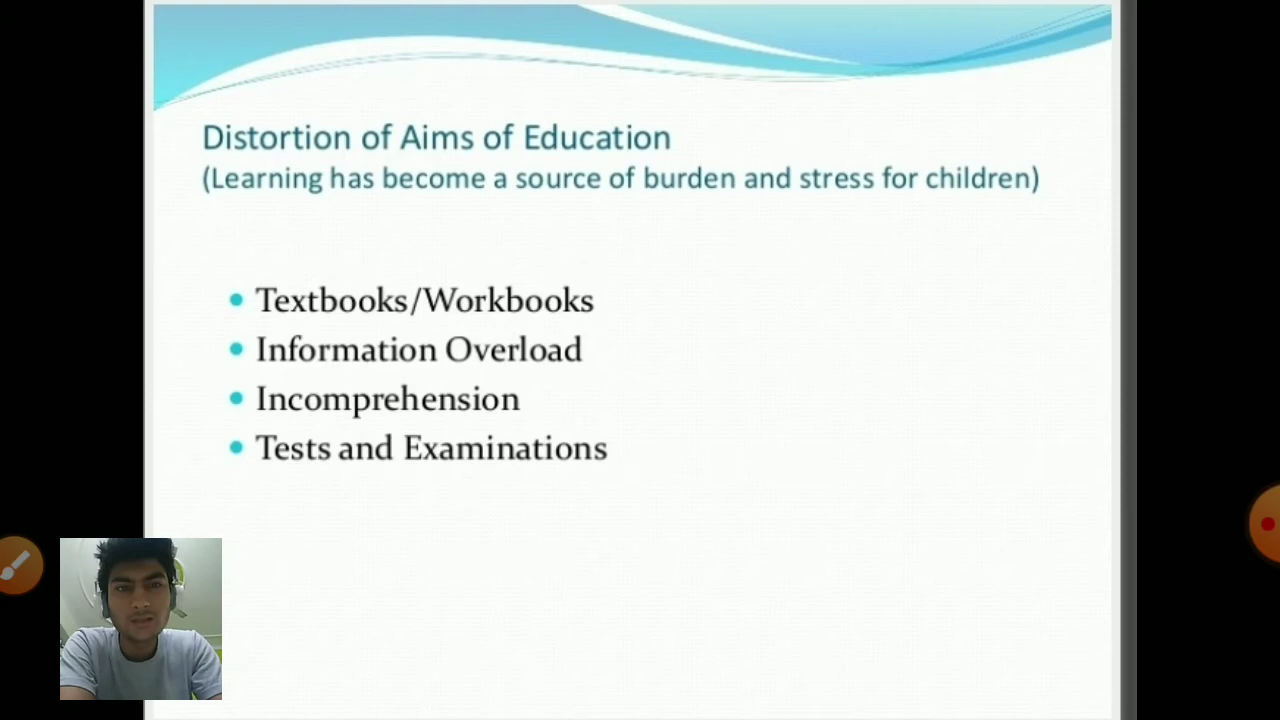 Distortion of Aims of Education
(Learning has become a source of burden and stress for children)
• Textbooks/Workbooks
• Information Overload
• Incomprehension
• Tests and Examinations